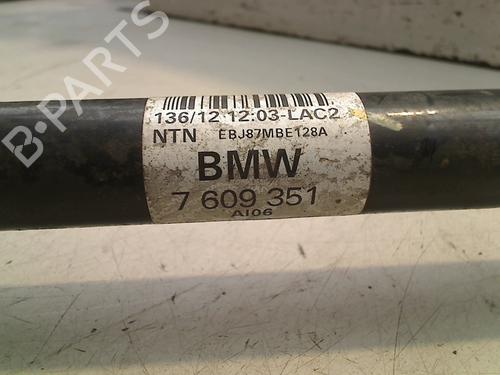 B-PARTS
136/12 12:03-LAC2
NTN EBJ87MBE128A
BMW
7 609 351
AI06